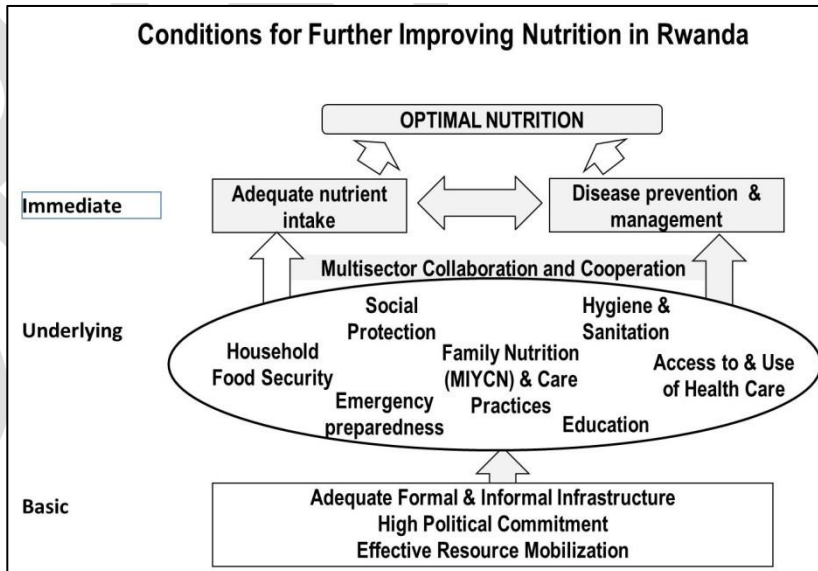 Conditions for Further Improving Nutrition in Rwanda
OPTIMAL NUTRITION
Immediate
Adequate nutrient
intake
Disease prevention &
management
Multisector Collaboration and Cooperation
Underlying
Social
Protection
Hygiene &
Sanitation
Household
Food Security
Family Nutrition
(MIYCN) & Care
Practices
Access to & Use
of Health Care
Emergency
preparedness
Education
Basic
Adequate Formal & Informal Infrastructure
High Political Commitment
Effective Resource Mobilization